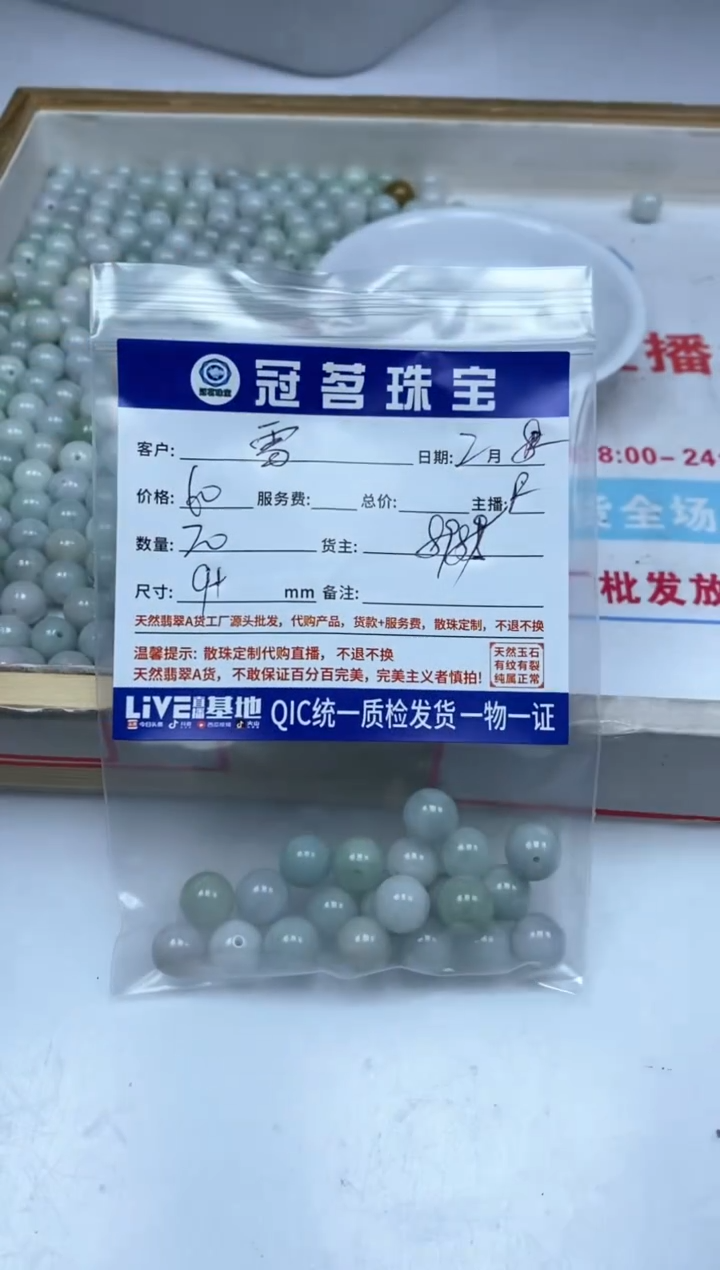 冠茗珠宝
客户: 雪 日期: 2月8
价格: 60 服务费: 总价: 主播:
数量: 20 货主:
尺寸: 9+ mm 备注:
天然翡翠A货工厂源头批发，代购产品，货款+服务费，散珠定制，不退不换
温馨提示: 散珠定制代购直播，不退不换
天然翡翠A货，不敢保证百分百完美，完美主义者慎拍!
天然玉石
有纹有裂
纯属正常
LiVE直播基地 QIC统一质检发货 一物一证
今日头条
播
8:00-24
全场
批发放